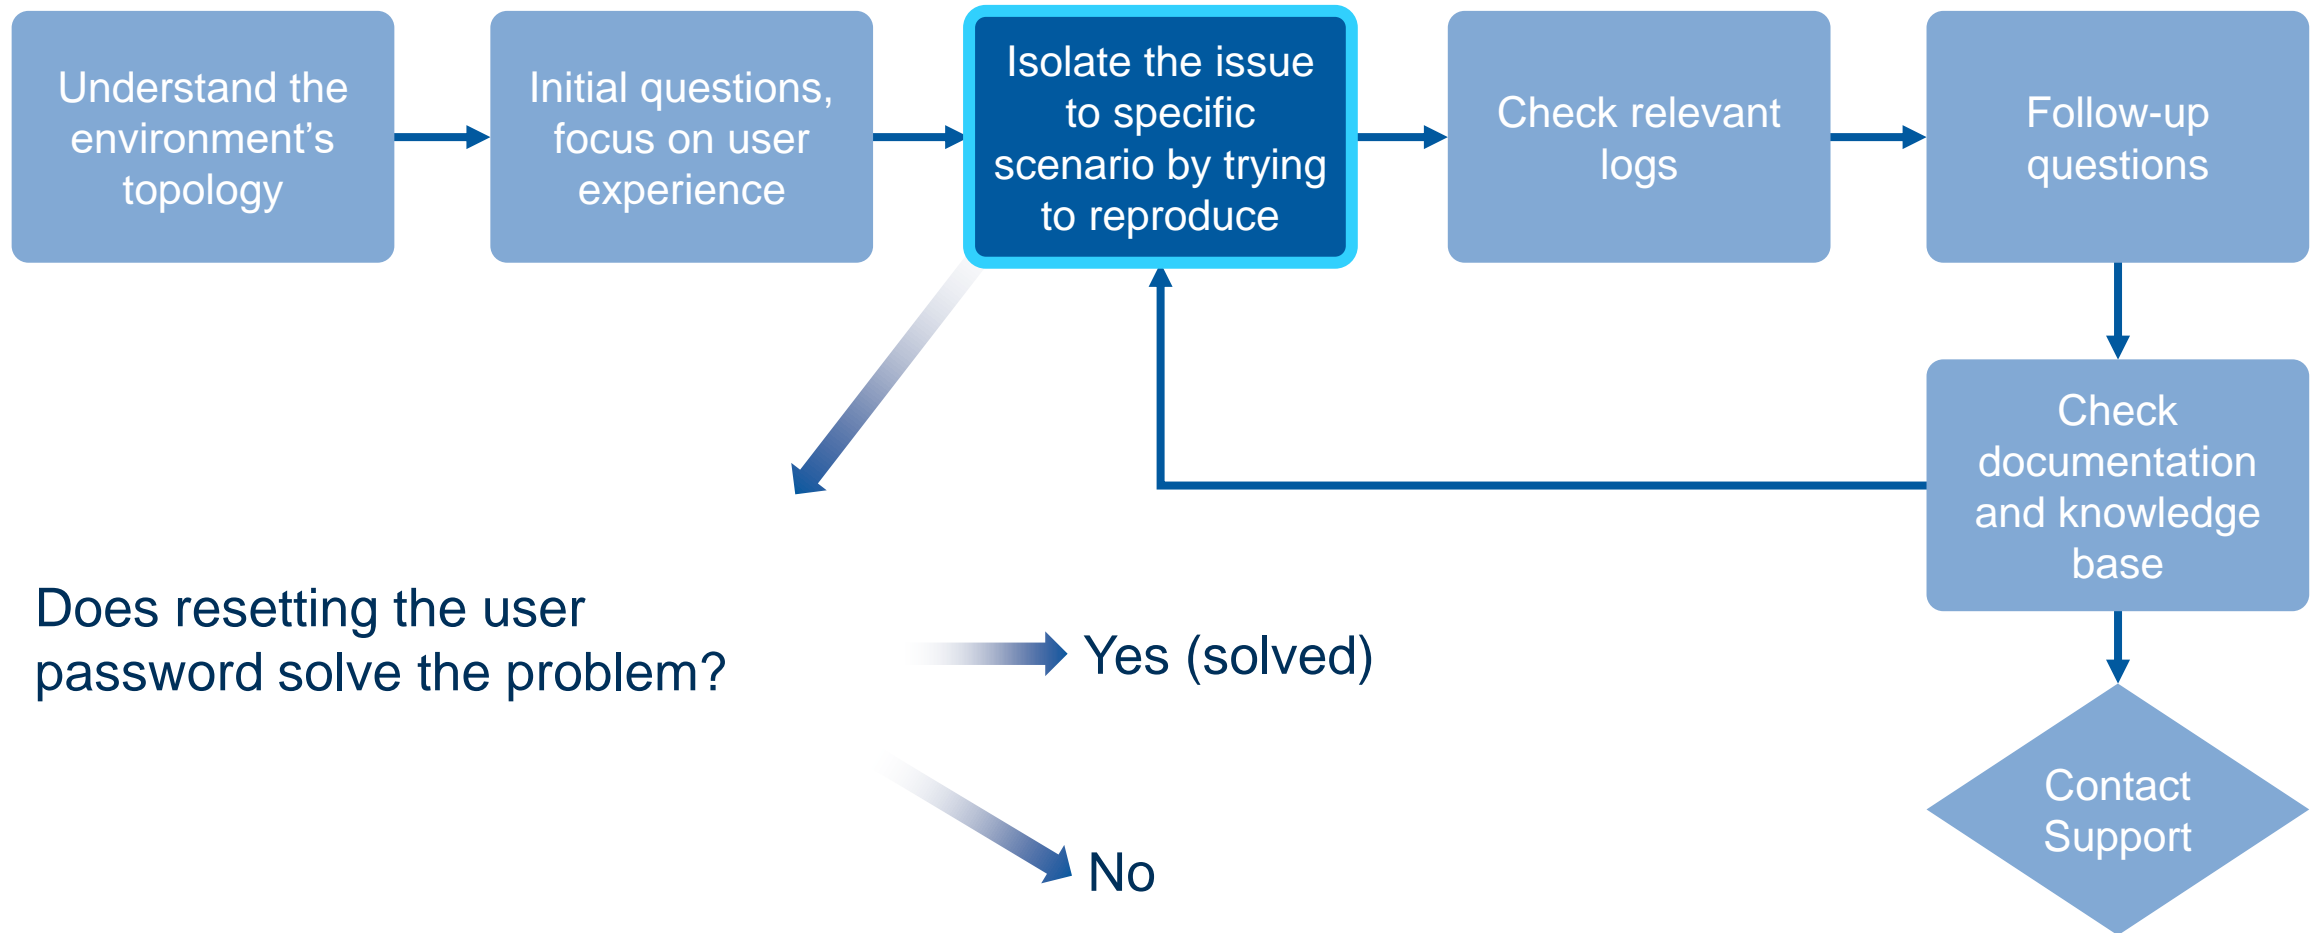 Understand the
environment’s
topology
Initial questions,
focus on user
experience
Isolate the issue
to specific
scenario by trying
to reproduce
Check relevant
logs
Follow-up
questions
Check
documentation
and knowledge
base
Contact
Support
Does resetting the user
password solve the problem?
Yes (solved)
No